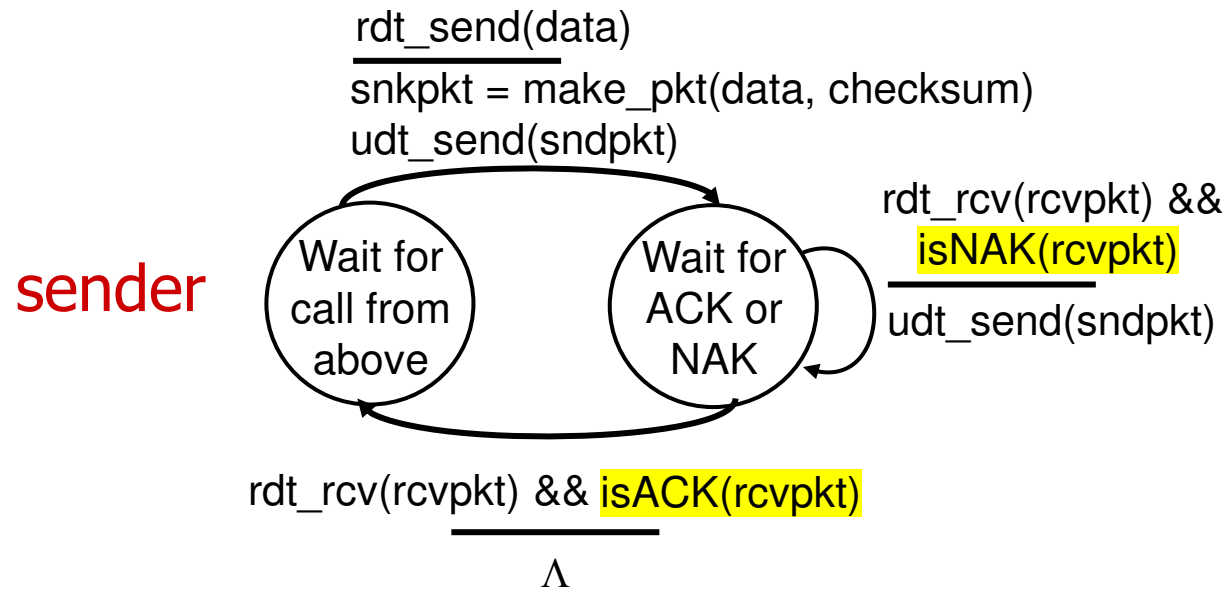 rdt_send(data)
snkpkt = make_pkt(data, checksum)
udt_send(sndpkt)
sender
Wait for
call from
above
Wait for
ACK or
NAK
rdt_rcv(rcvpkt) &&
isNAK(rcvpkt)
udt_send(sndpkt)
rdt_rcv(rcvpkt) && isACK(rcvpkt)
Λ